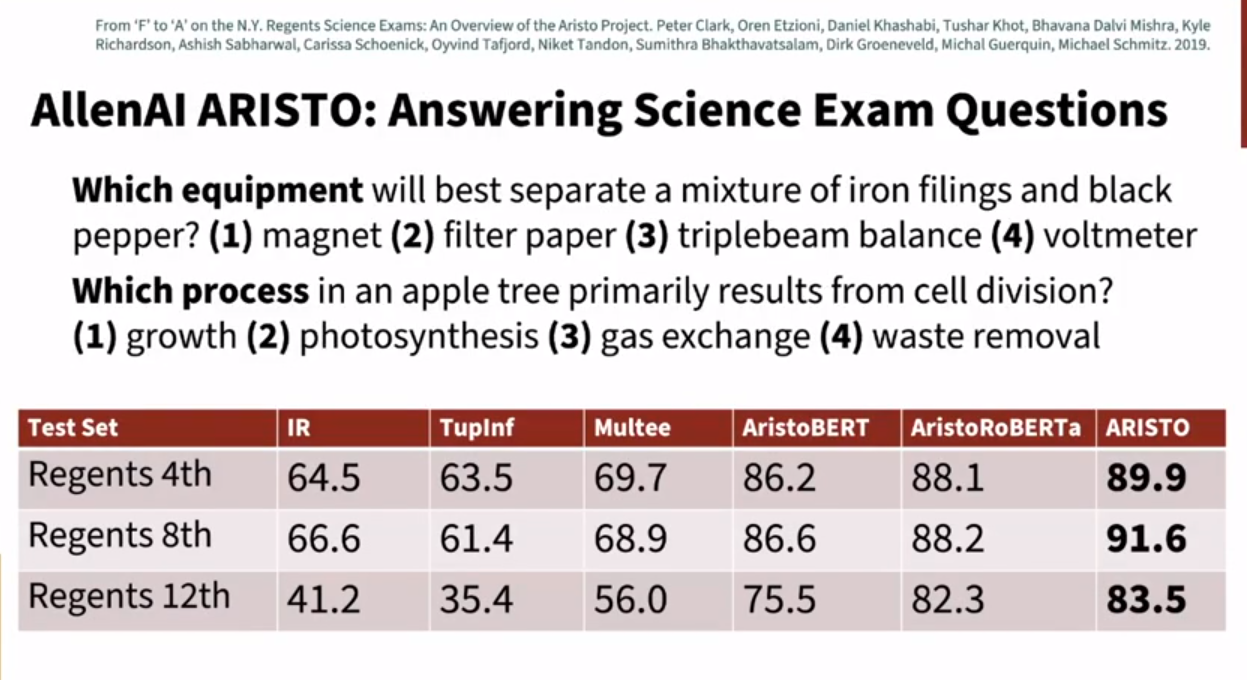 From ‘F’ to ‘A’ on the N.Y. Regents Science Exams: An Overview of the Aristo Project. Peter Clark, Oren Etzioni, Daniel Khashabi, Tushar Khot, Bhavana Dalvi Mishra, Kyle
Richardson, Ashish Sabharwal, Carissa Schoenick, Oyvind Tafjord, Niket Tandon, Sumithra Bhakthavatsalam, Dirk Groeneveld, Michal Guerquin, Michael Schmitz. 2019.
AllenAI ARISTO: Answering Science Exam Questions
Which equipment will best separate a mixture of iron filings and black
pepper? (1) magnet (2) filter paper (3) triplebeam balance (4) voltmeter
Which process in an apple tree primarily results from cell division?
(1) growth (2) photosynthesis (3) gas exchange (4) waste removal
Test Set IR TupInf Multee AristoBERT AristoRoBERTa ARISTO
Regents 4th 64.5 63.5 69.7 86.2 88.1 89.9
Regents 8th 66.6 61.4 68.9 86.6 88.2 91.6
Regents 12th 41.2 35.4 56.0 75.5 82.3 83.5